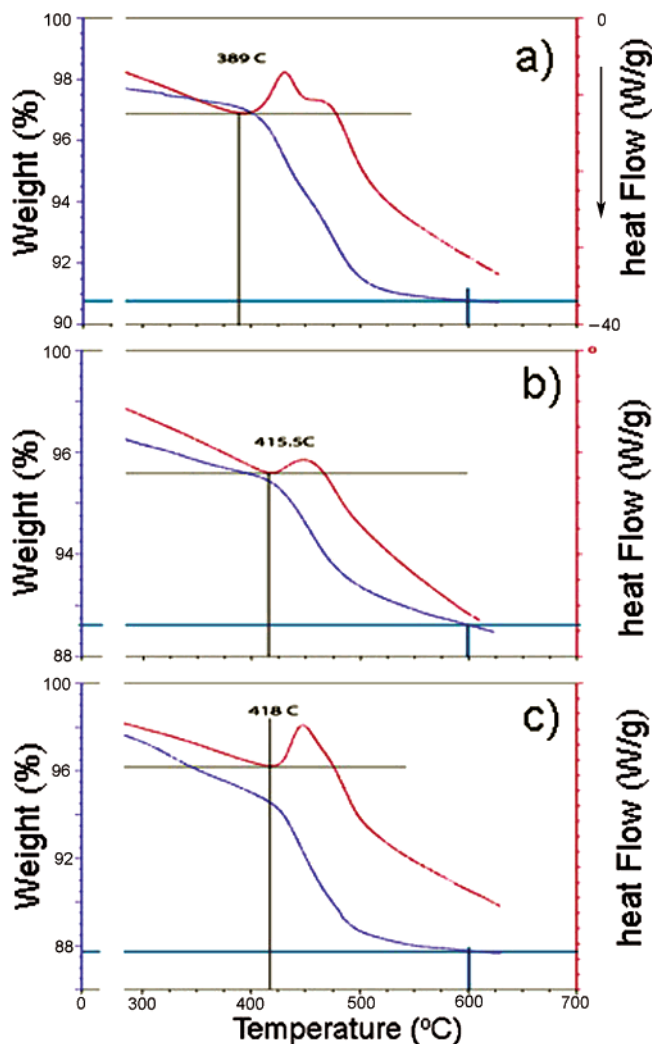 100
98
96
94
92
90
Weight (%)
389 C
a)
0
−40
heat Flow (W/g)
100
96
94
88
Weight (%)
415.5C
b)
0
heat Flow (W/g)
100
96
92
88
Weight (%)
418 C
c)
heat Flow (W/g)
0 300 400 500 600 700
Temperature (ºC)